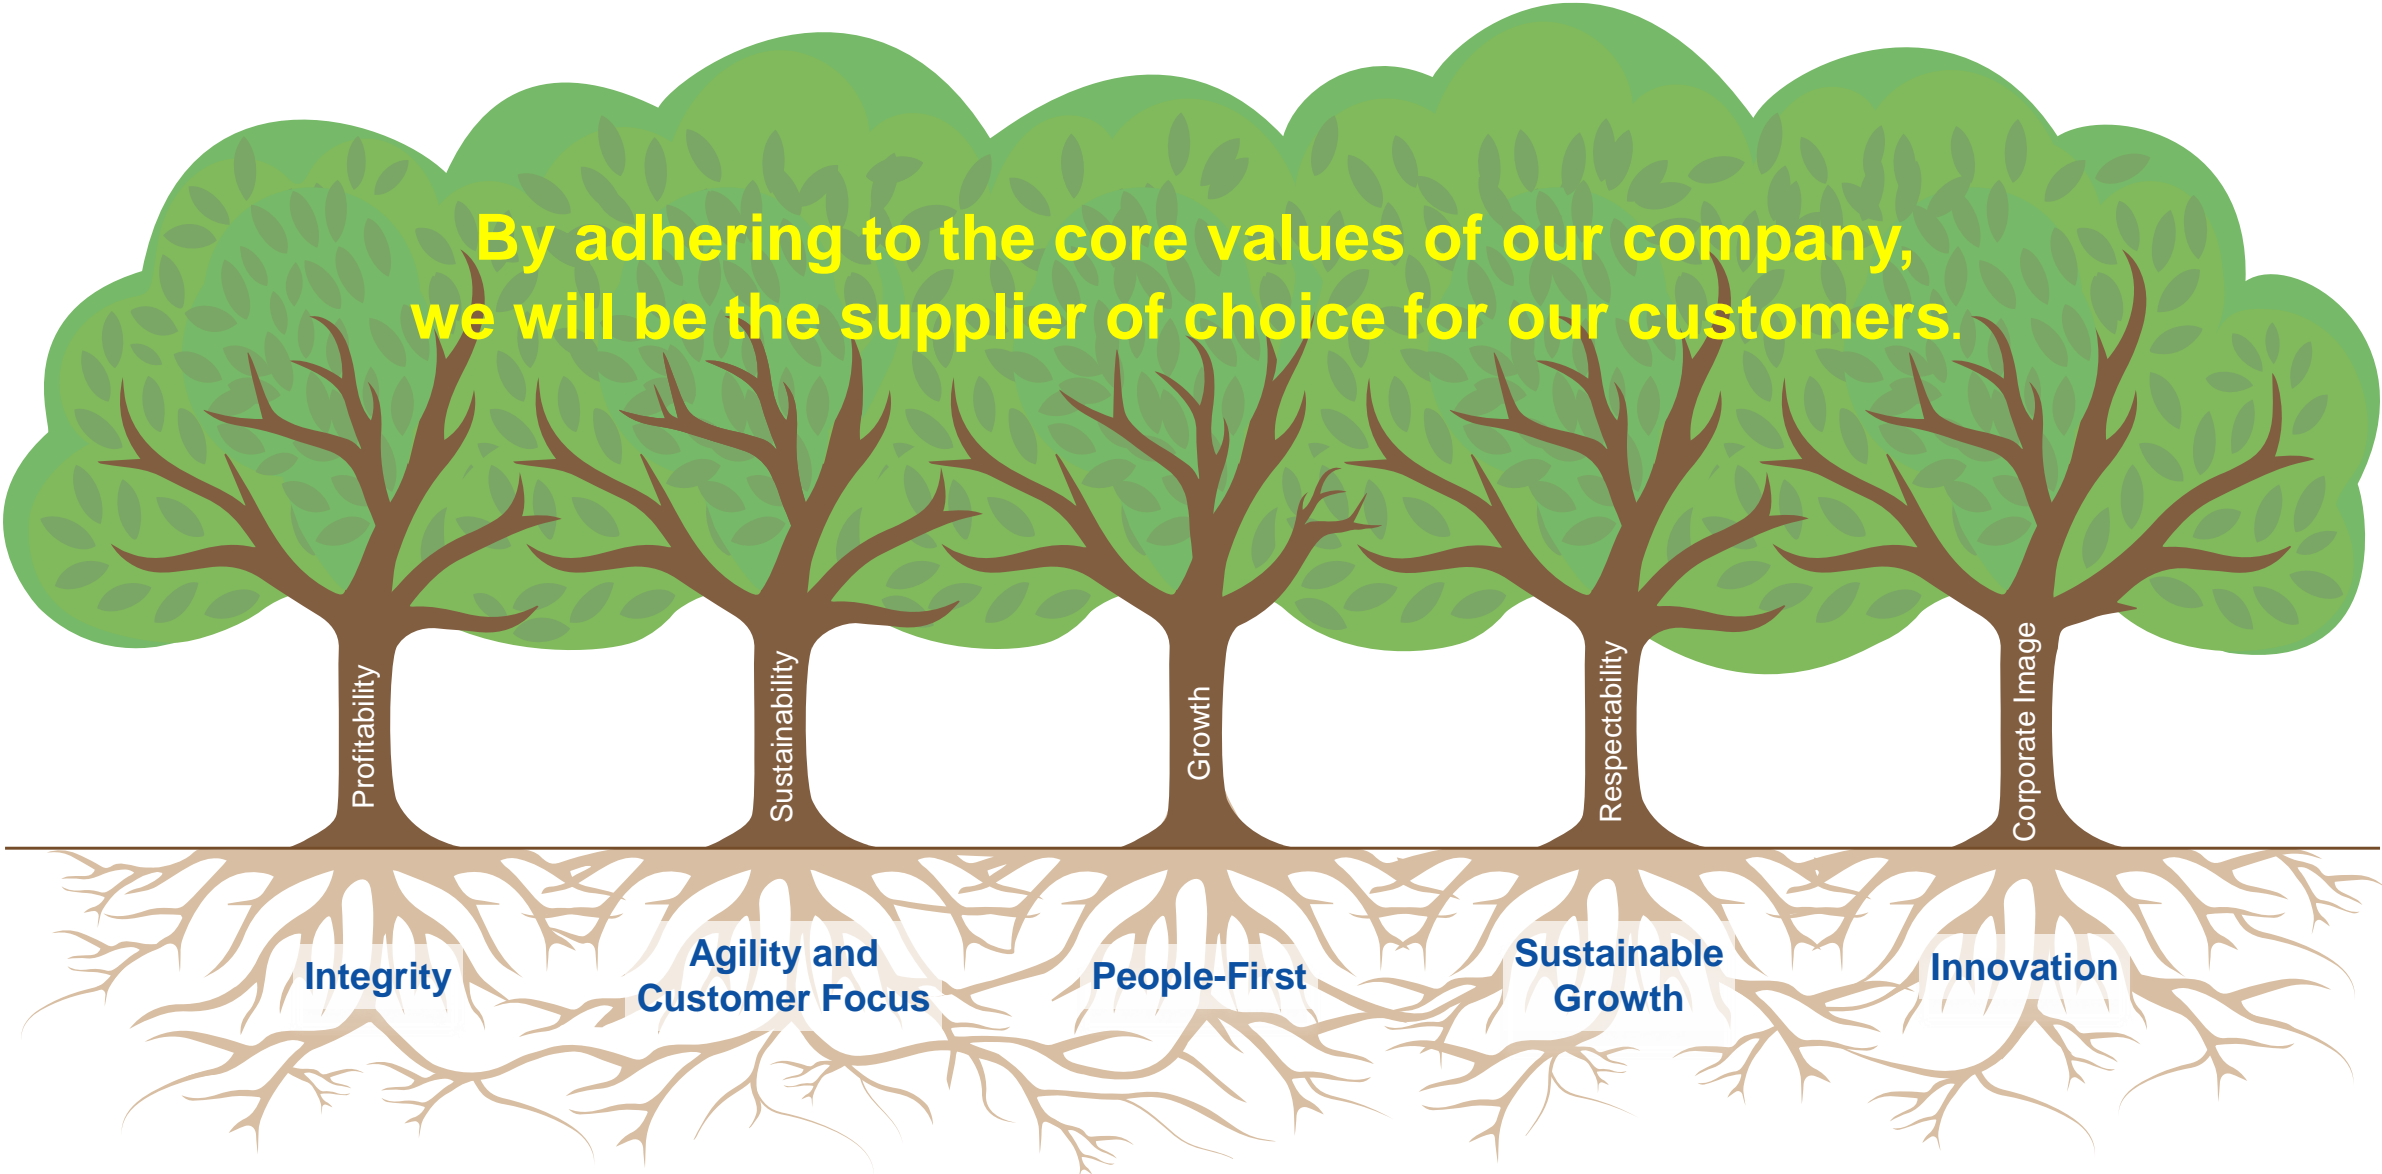 By adhering to the core values of our company,
we will be the supplier of choice for our customers.
Profitability
Sustainability
Growth
Respectability
Corporate Image
Integrity
Agility and
Customer Focus
People-First
Sustainable
Growth
Innovation